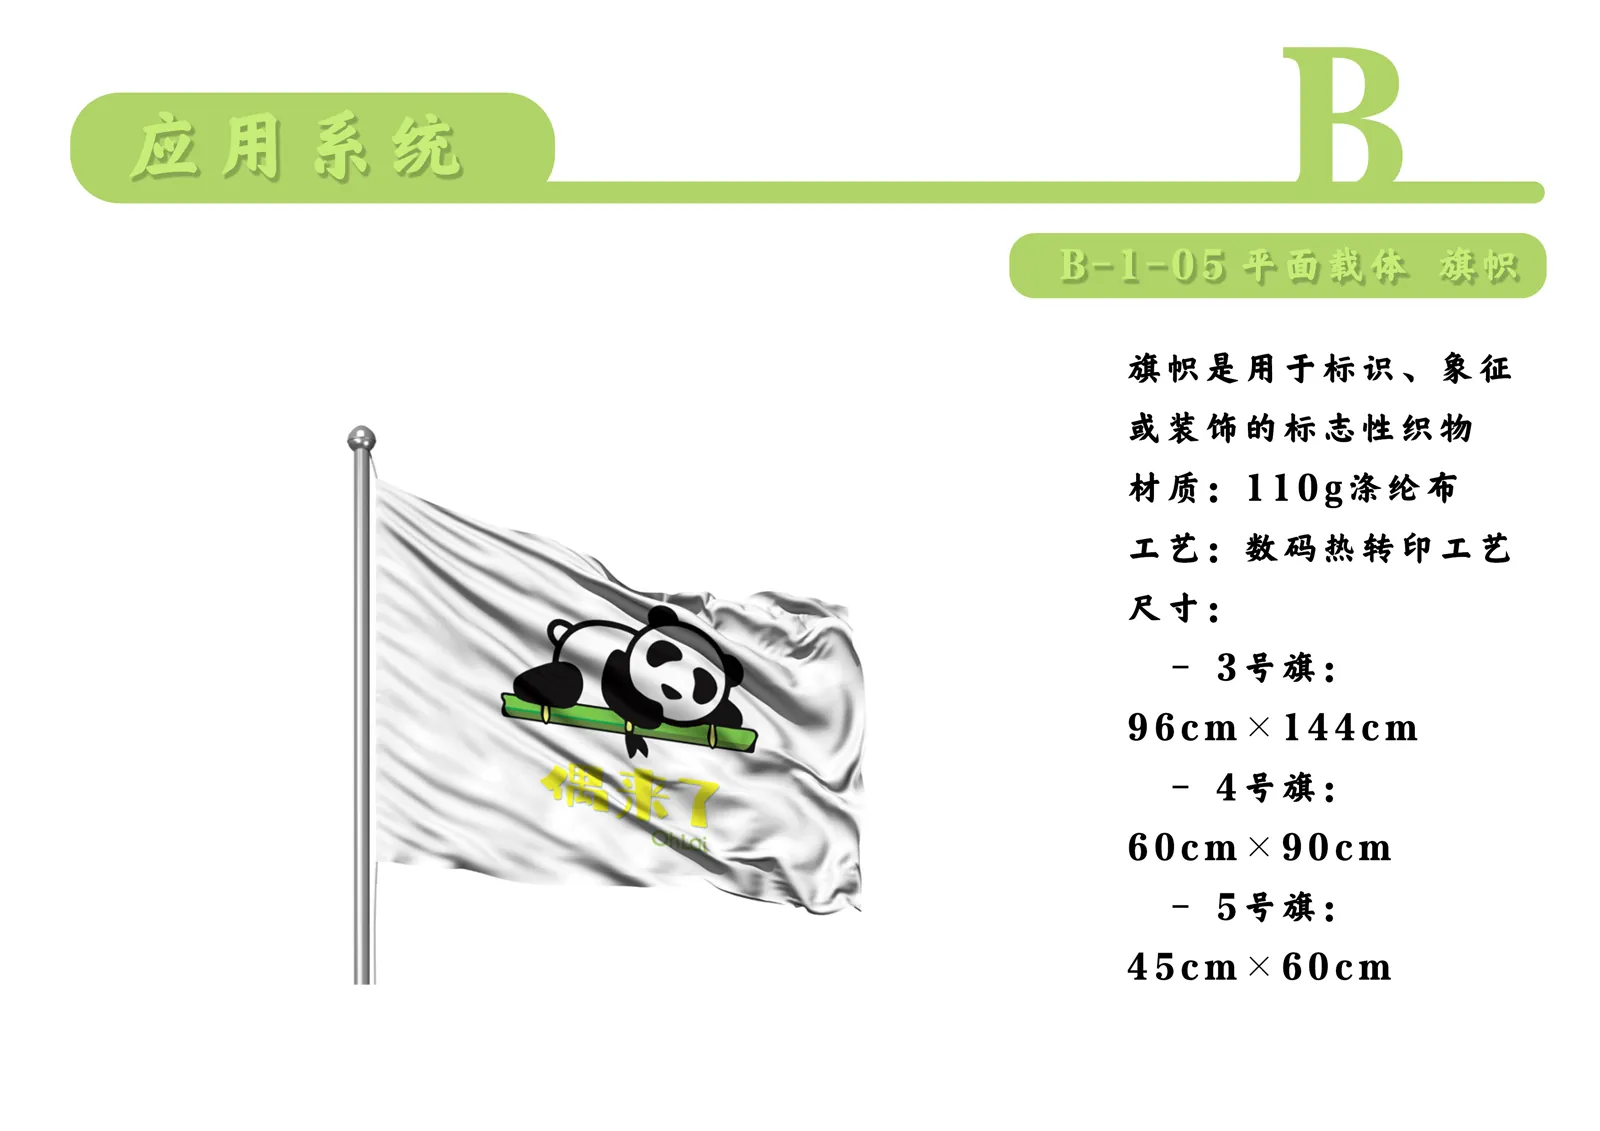 应用系统
B
B-1-05平面载体 旗帜
旗帜是用于标识、象征
或装饰的标志性织物
材质：110g涤纶布
工艺：数码热转印工艺
尺寸：
- 3号旗：
96cm×144cm
- 4号旗：
60cm×90cm
- 5号旗：
45cm×60cm
偶来了
OhLai